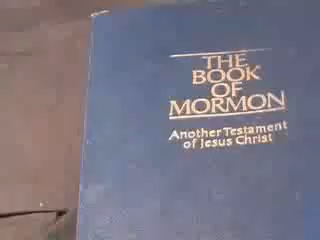 THE
BOOK
OF
MORMON
Another Testament
of Jesus Christ